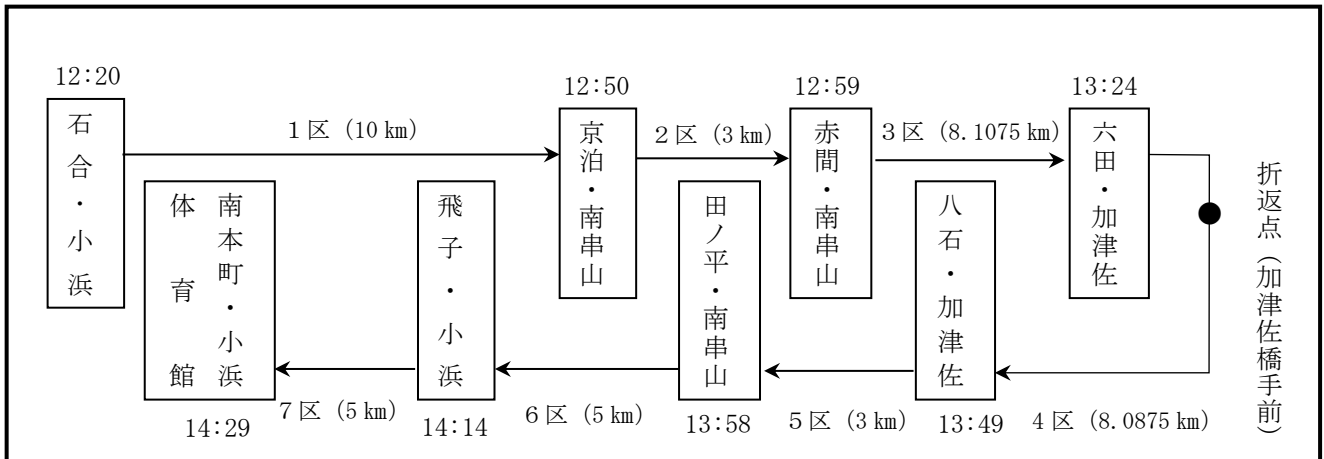 12:20
石合・小浜
1区 (10 km)
12:50
京泊・南串山
2区 (3 km)
12:59
赤間・南串山
3区 (8.1075 km)
13:24
六田・加津佐
折返点（加津佐橋手前）
4区 (8.0875 km)
八石・加津佐
13:49
5区 (3 km)
田ノ平・南串山
13:58
6区 (5 km)
飛子・小浜
14:14
7区 (5 km)
南本町・小浜
体育館
14:29